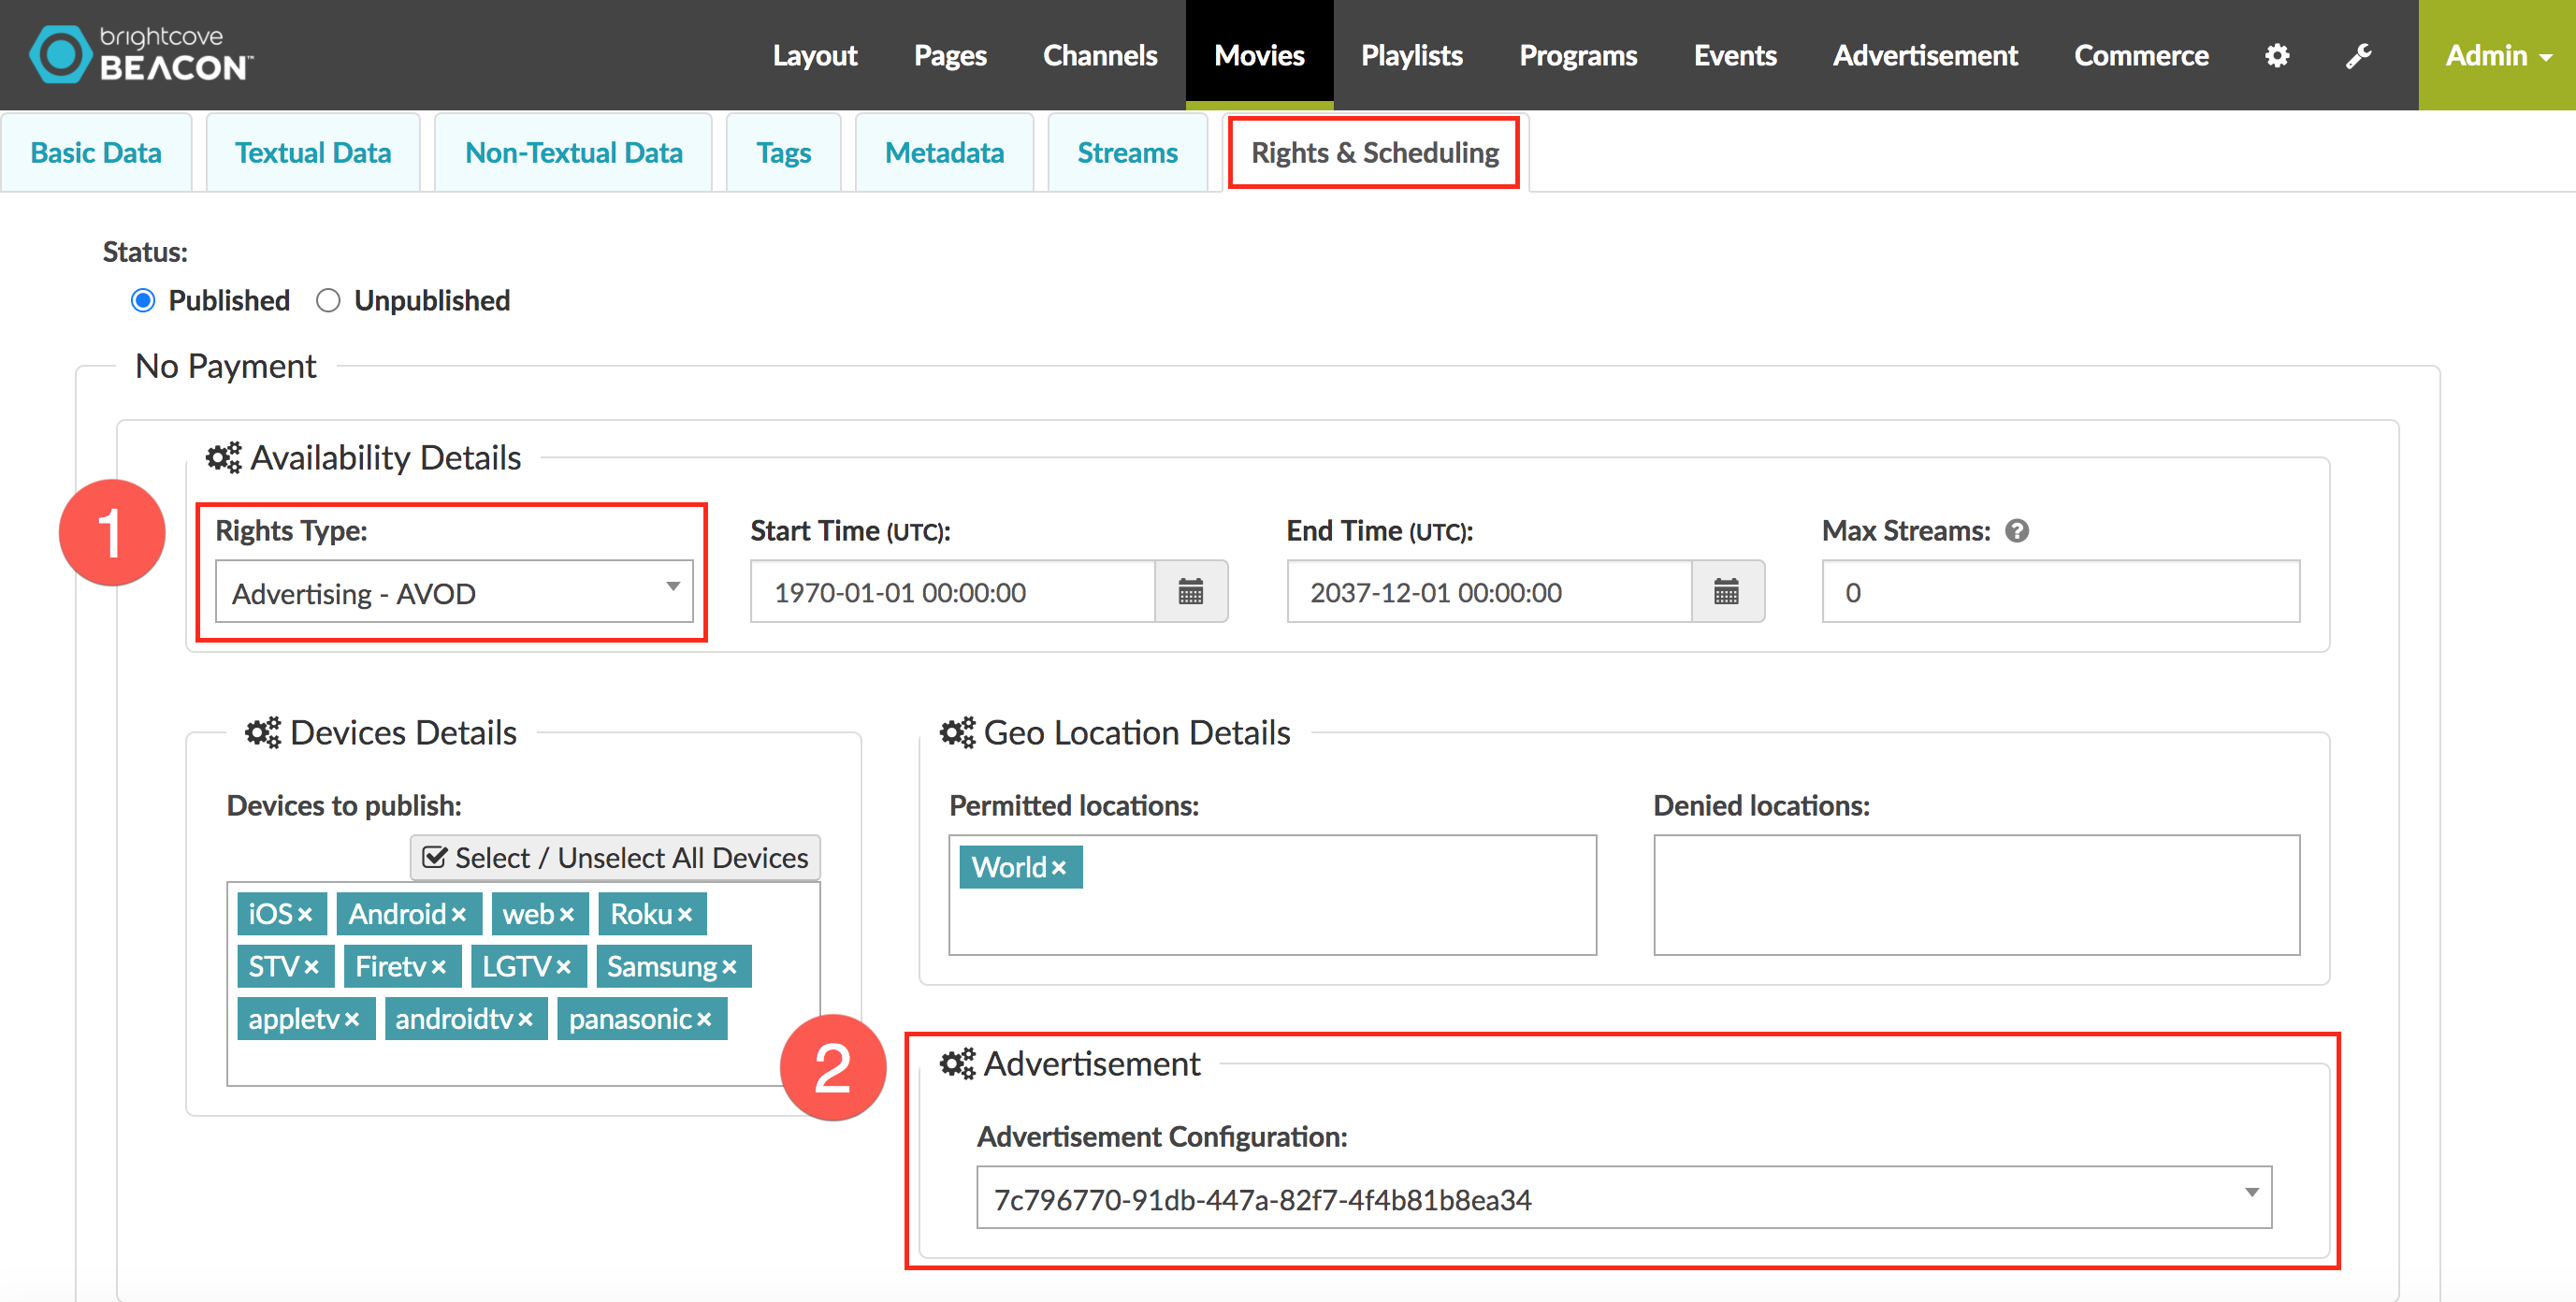 brightcove
BEACON™
Layout Pages Channels Movies Playlists Programs Events Advertisement Commerce Admin
Basic Data Textual Data Non-Textual Data Tags Metadata Streams Rights & Scheduling
Status:
Published Unpublished
No Payment
Availability Details
1
Rights Type: Start Time (UTC): End Time (UTC): Max Streams: ?
Advertising - AVOD 1970-01-01 00:00:00 2037-12-01 00:00:00 0
Devices Details
Devices to publish:
Select / Unselect All Devices
iOS× Android× web× Roku×
STV× Firetv× LGTV× Samsung×
appletv× androidtv× panasonic×
Geo Location Details
Permitted locations: Denied locations:
World×
2
Advertisement
Advertisement Configuration:
7c796770-91db-447a-82f7-4f4b81b8ea34